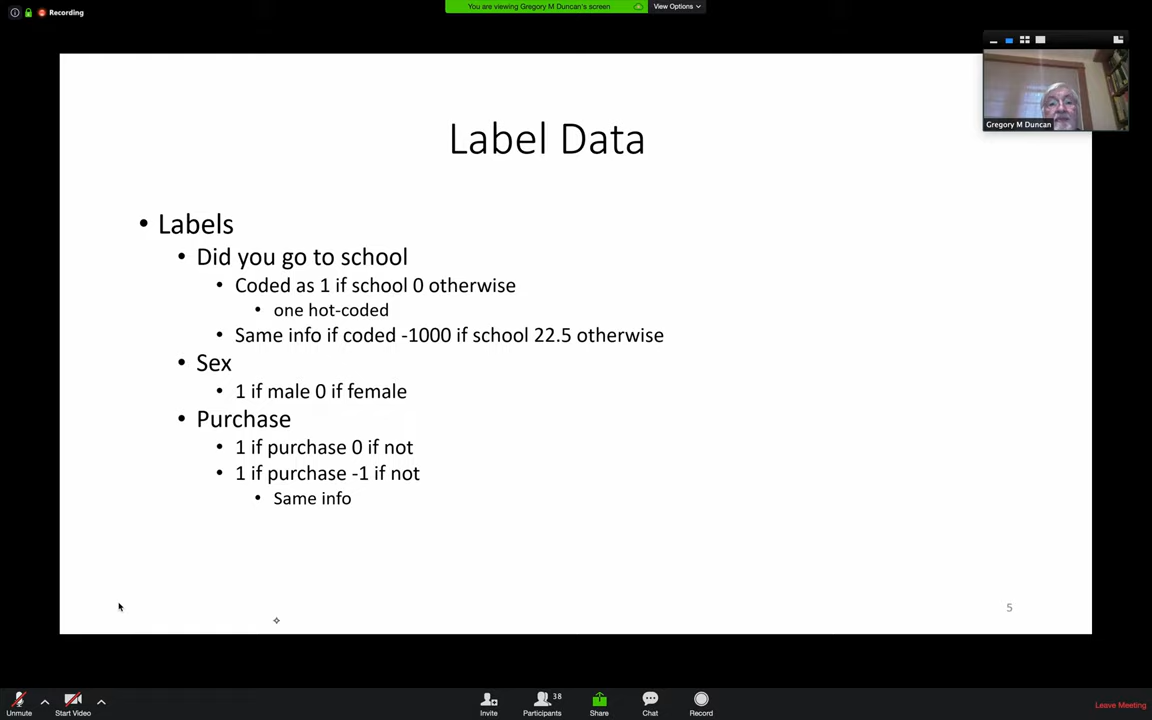 Recording
You are viewing Gregory M Duncan's screen
View Options
Gregory M Duncan
Label Data
• Labels
• Did you go to school
• Coded as 1 if school 0 otherwise
• one hot-coded
• Same info if coded -1000 if school 22.5 otherwise
• Sex
• 1 if male 0 if female
• Purchase
• 1 if purchase 0 if not
• 1 if purchase -1 if not
• Same info
5
Unmute
Start Video
Invite
38
Participants
Share
Chat
Record
Leave Meeting